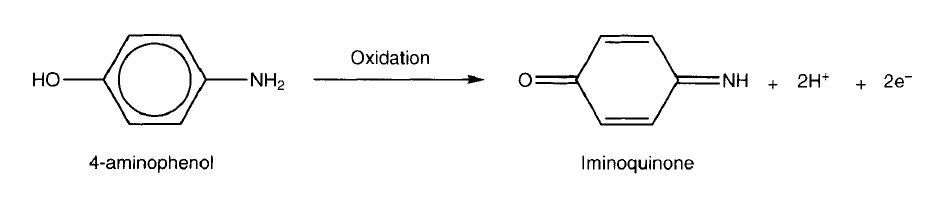 Oxidation
HO NH₂ O NH + 2H⁺ + 2e⁻
4-aminophenol Iminoquinone